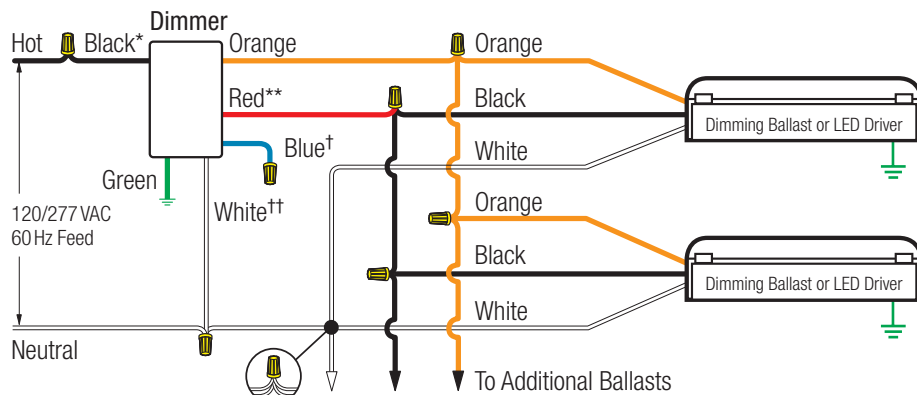 Dimmer
Hot
Black*
Orange
Orange
Red**
Black
Dimming Ballast or LED Driver
Blue†
White
Green
White††
Orange
120/277 VAC
60 Hz Feed
Black
Dimming Ballast or LED Driver
White
Neutral
To Additional Ballasts